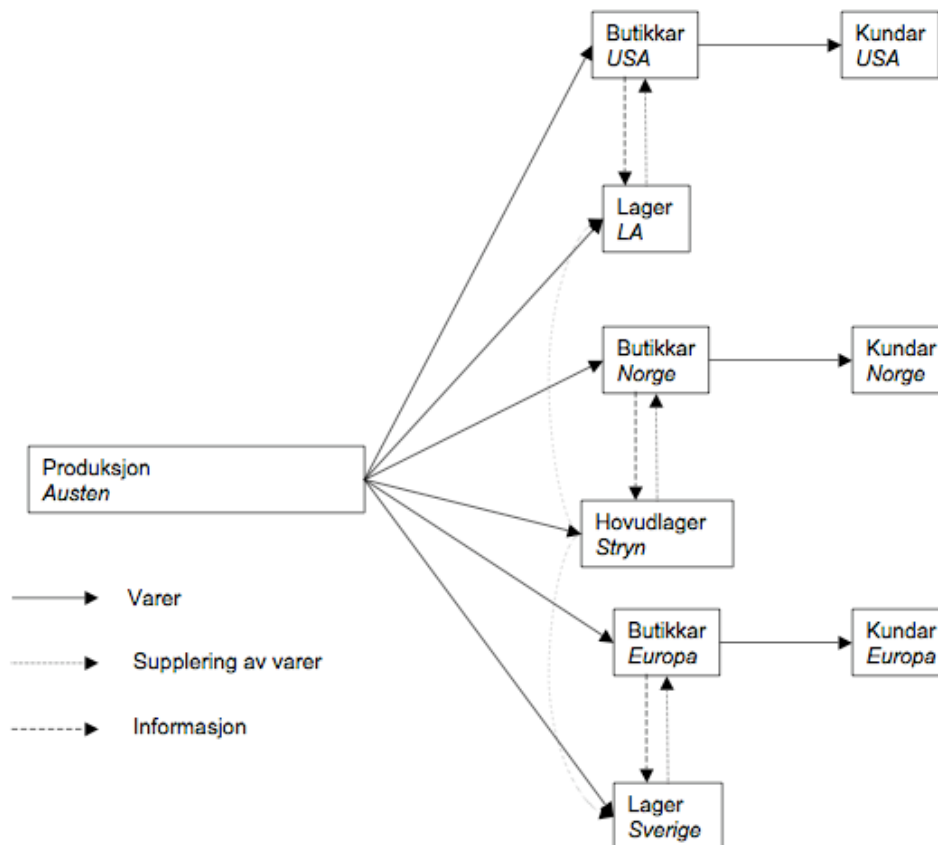 Butikkar
USA
Kundar
USA
Lager
LA
Butikkar
Norge
Kundar
Norge
Produksjon
Austen
Hovudlager
Stryn
Varer
Butikkar
Europa
Kundar
Europa
Supplering av varer
Informasjon
Lager
Sverige